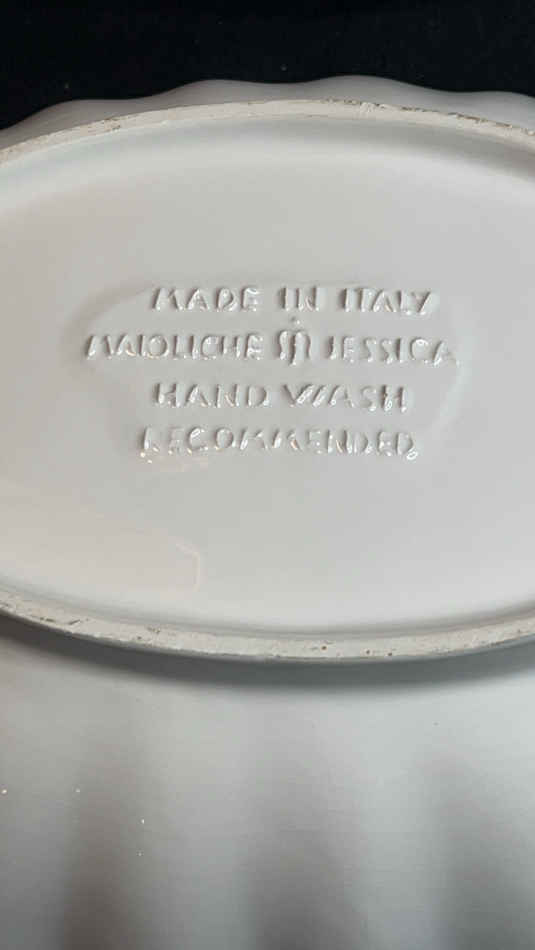 MADE IN ITALY
MAIOLICHE JESSICA
HAND WASH
RECOMMENDED